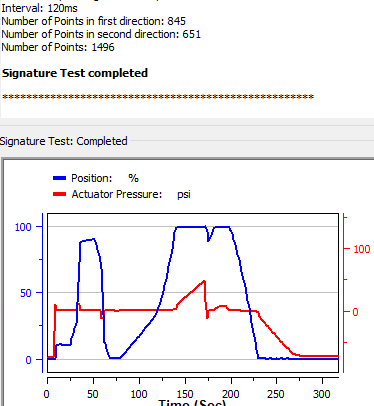 Interval: 120ms
Number of Points in first direction: 845
Number of Points in second direction: 651
Number of Points: 1496
Signature Test completed
****************************************************
Signature Test: Completed
Position: %
Actuator Pressure: psi
100
50
0
100
0
0 50 100 150 200 250 300
Time (Sec)